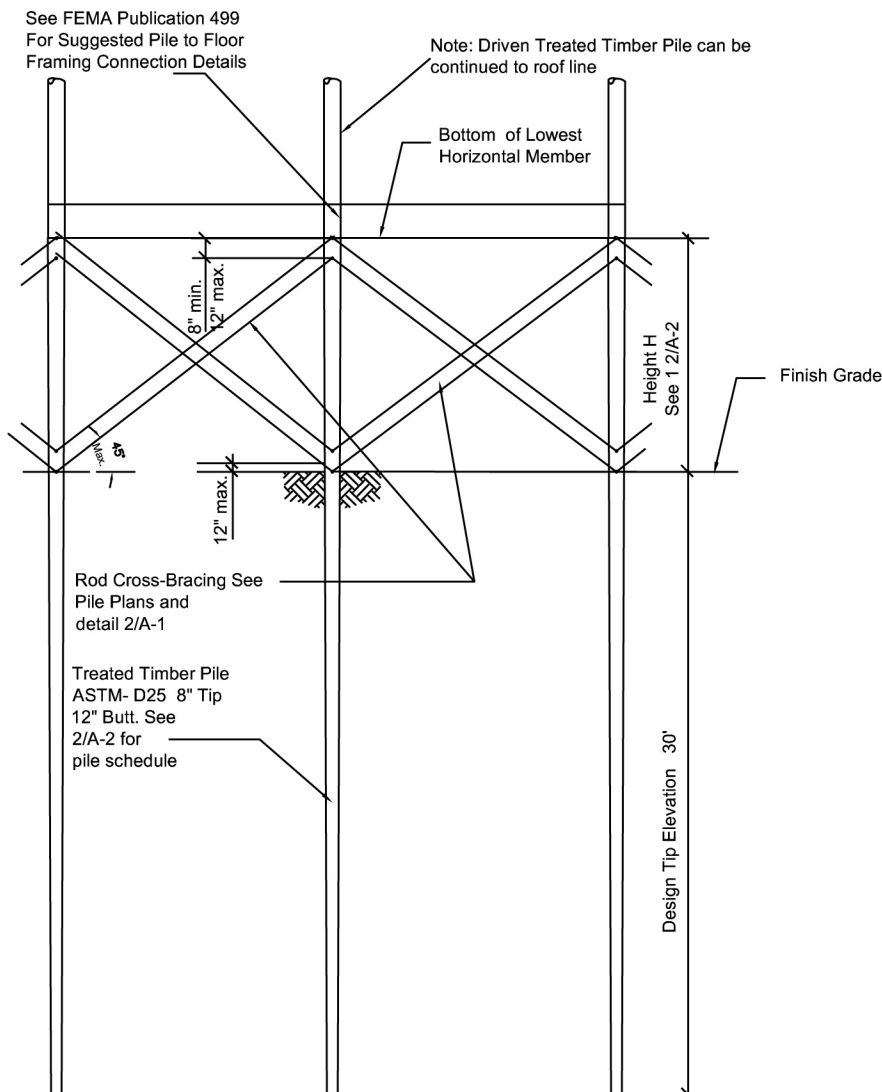 See FEMA Publication 499
For Suggested Pile to Floor
Framing Connection Details
Note: Driven Treated Timber Pile can be
continued to roof line
Bottom of Lowest
Horizontal Member
8" min.
12" max.
Height H
See 1 2/A-2
Finish Grade
45°
Max.
12" max.
Rod Cross-Bracing See
Pile Plans and
detail 2/A-1
Treated Timber Pile
ASTM- D25 8" Tip
12" Butt. See
2/A-2 for
pile schedule
Design Tip Elevation 30'